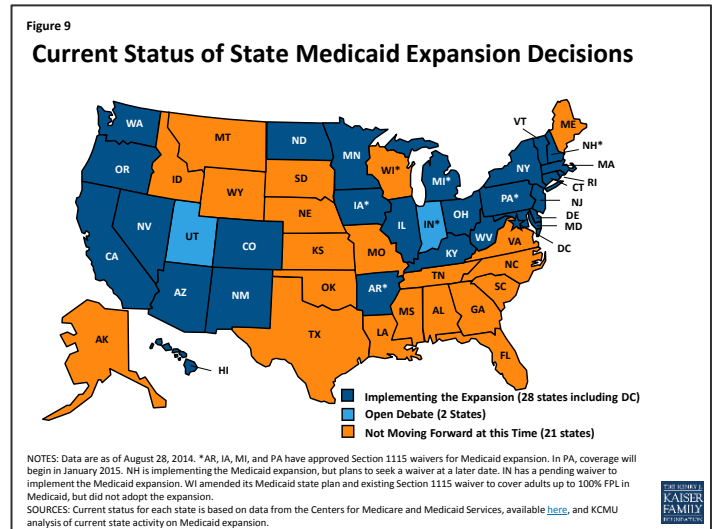 Figure 9
Current Status of State Medicaid Expansion Decisions
WA
OR
CA
NV
ID
MT
WY
UT
AZ
CO
NM
ND
SD
NE
KS
OK
TX
MN
IA*
MO
AR*
LA
WI*
IL
MI*
IN*
OH
KY
TN
MS
AL
GA
FL
SC
NC
VA
WV
PA*
NY
VT
ME
NH*
MA
RI
CT
NJ
DE
MD
DC
AK
HI
Implementing the Expansion (28 states including DC)
Open Debate (2 States)
Not Moving Forward at this Time (21 states)
NOTES: Data are as of August 28, 2014. *AR, IA, MI, and PA have approved Section 1115 waivers for Medicaid expansion. In PA, coverage will
begin in January 2015. NH is implementing the Medicaid expansion, but plans to seek a waiver at a later date. IN has a pending waiver to
implement the Medicaid expansion. WI amended its Medicaid state plan and existing Section 1115 waiver to cover adults up to 100% FPL in
Medicaid, but did not adopt the expansion.
SOURCES: Current status for each state is based on data from the Centers for Medicare and Medicaid Services, available here, and KCMU
analysis of current state activity on Medicaid expansion.
THE HENRY J.
KAISER
FAMILY
FOUNDATION